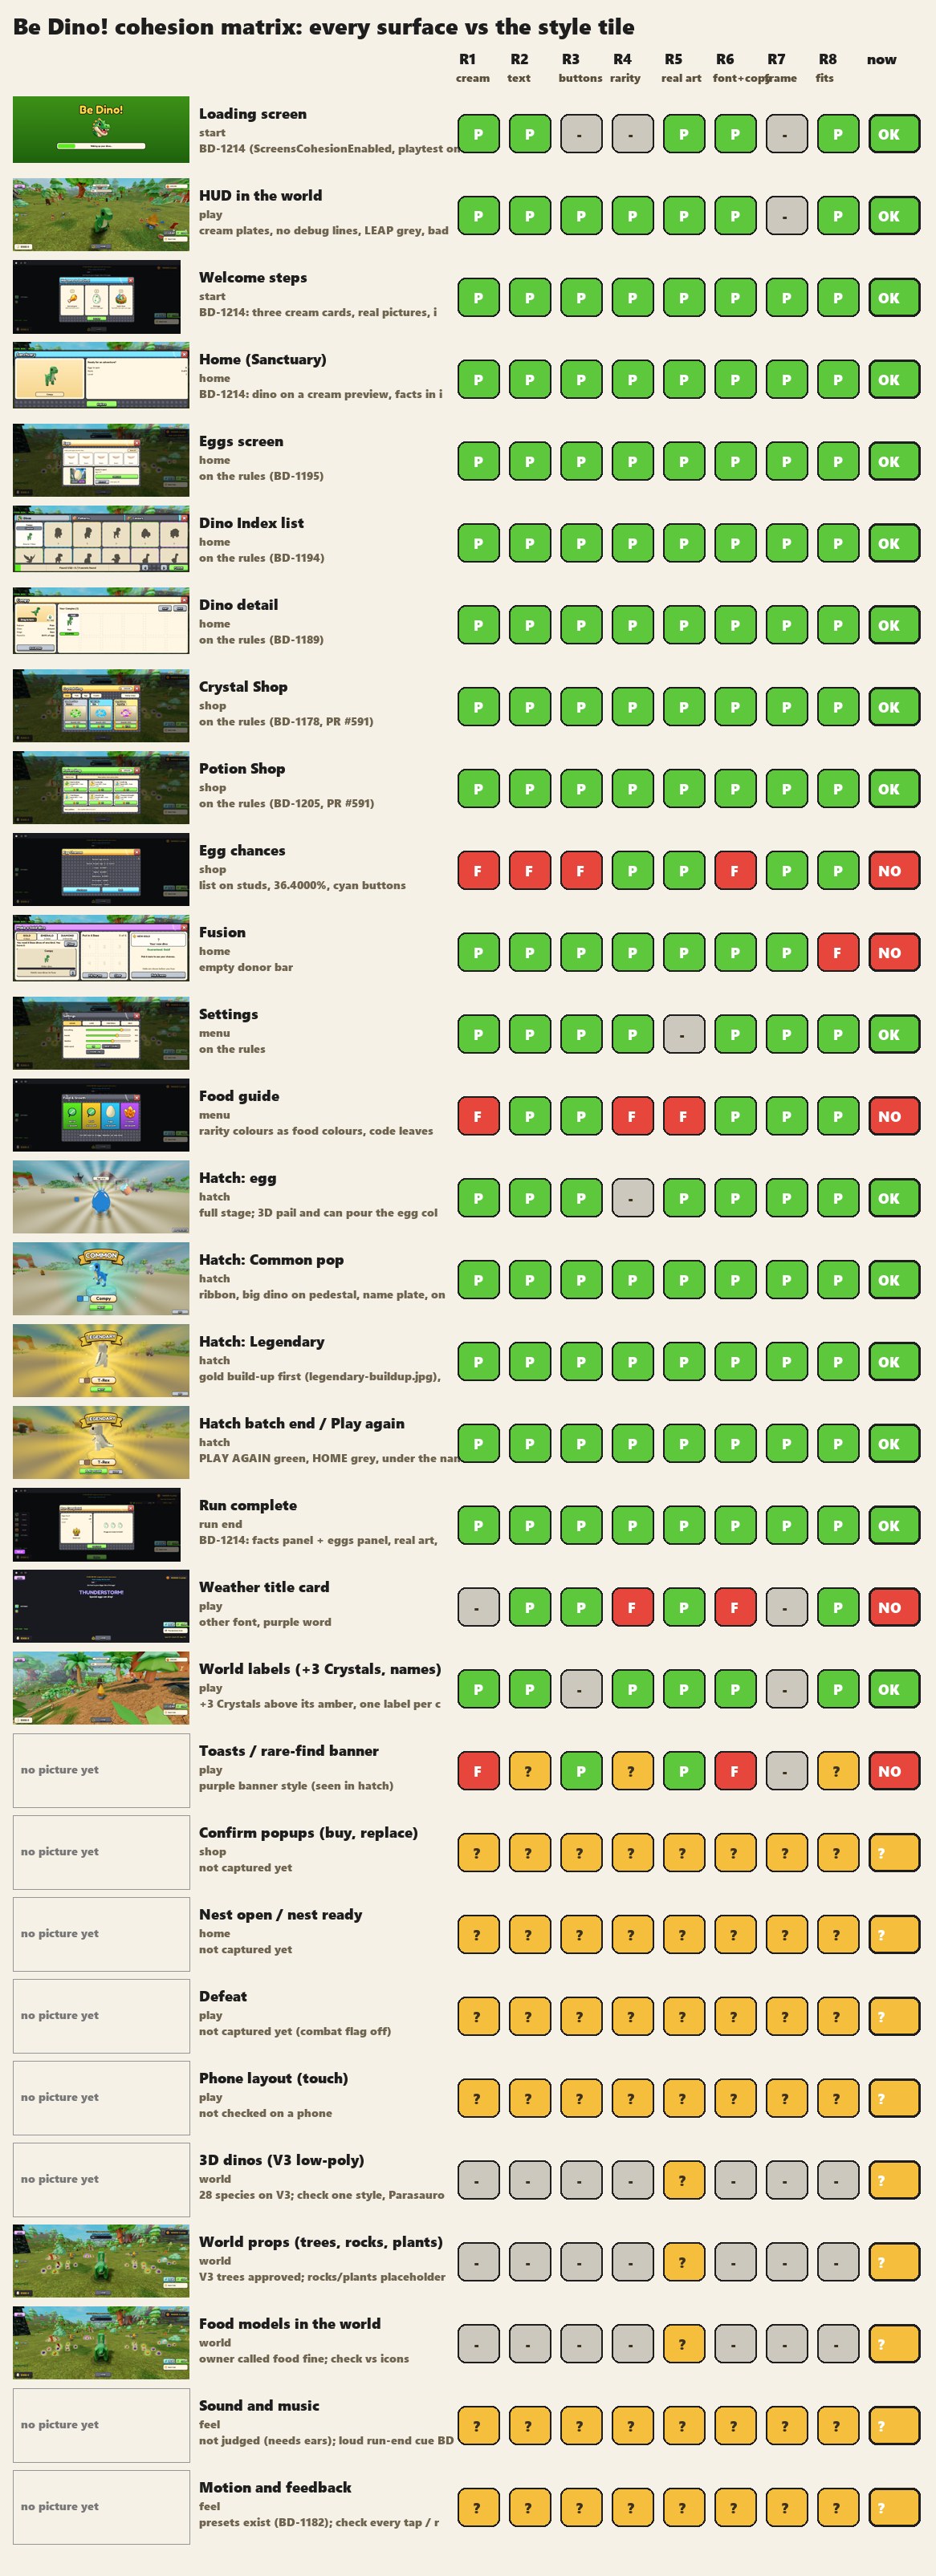 Be Dino! cohesion matrix: every surface vs the style tile
R1 R2 R3 R4 R5 R6 R7 R8 now
cream text buttons rarity real art font+copy frame fits
Be Dino!
Loading screen
start
BD-1214 (ScreensCohesionEnabled, playtest on
P P - - P P - P OK
HUD in the world
play
cream plates, no debug lines, LEAP grey, bad
P P P P P P - P OK
Welcome steps
start
BD-1214: three cream cards, real pictures, i
P P P P P P P P OK
Home (Sanctuary)
home
BD-1214: dino on a cream preview, facts in i
P P P P P P P P OK
Eggs screen
home
on the rules (BD-1195)
P P P P P P P P OK
Dino Index list
home
on the rules (BD-1194)
P P P P P P P P OK
Dino detail
home
on the rules (BD-1189)
P P P P P P P P OK
Crystal Shop
shop
on the rules (BD-1178, PR #591)
P P P P P P P P OK
Potion Shop
shop
on the rules (BD-1205, PR #591)
P P P P P P P P OK
Egg chances
shop
list on studs, 36.4000%, cyan buttons
F F F P P F P P NO
Fusion
home
empty donor bar
P P P P P P P F NO
Settings
menu
on the rules
P P P P - P P P OK
Food guide
menu
rarity colours as food colours, code leaves
F P P F F P P P NO
Hatch: egg
hatch
full stage; 3D pail and can pour the egg col
P P P - P P P P OK
COMMON
Compy
Hatch: Common pop
hatch
ribbon, big dino on pedestal, name plate, on
P P P P P P P P OK
LEGENDARY
T-Rex
Hatch: Legendary
hatch
gold build-up first (legendary-buildup.jpg),
P P P P P P P P OK
LEGENDARY
T-Rex
Hatch batch end / Play again
hatch
PLAY AGAIN green, HOME grey, under the nam
P P P P P P P P OK
Run complete
run end
BD-1214: facts panel + eggs panel, real art,
P P P P P P P P OK
THUNDERSTORM!
Weather title card
play
other font, purple word
- P P F P F - P NO
World labels (+3 Crystals, names)
play
+3 Crystals above its amber, one label per c
P P - P P P - P OK
no picture yet
Toasts / rare-find banner
play
purple banner style (seen in hatch)
F ? P ? P F - ? NO
no picture yet
Confirm popups (buy, replace)
shop
not captured yet
? ? ? ? ? ? ? ? ?
no picture yet
Nest open / nest ready
home
not captured yet
? ? ? ? ? ? ? ? ?
no picture yet
Defeat
play
not captured yet (combat flag off)
? ? ? ? ? ? ? ? ?
no picture yet
Phone layout (touch)
play
not checked on a phone
? ? ? ? ? ? ? ? ?
no picture yet
3D dinos (V3 low-poly)
world
28 species on V3; check one style, Parasauro
- - - - ? - - - ?
World props (trees, rocks, plants)
world
V3 trees approved; rocks/plants placeholder
- - - - ? - - - ?
Food models in the world
world
owner called food fine; check vs icons
- - - - ? - - - ?
no picture yet
Sound and music
feel
not judged (needs ears); loud run-end cue BD
? ? ? ? ? ? ? ? ?
no picture yet
Motion and feedback
feel
presets exist (BD-1182); check every tap / r
? ? ? ? ? ? ? ? ?